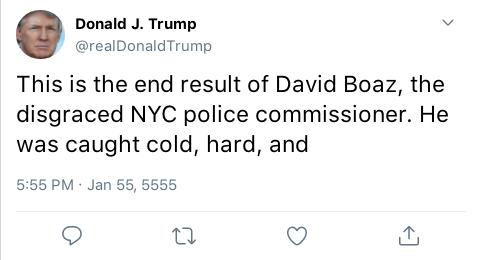 Donald J. Trump
@realDonaldTrump
This is the end result of David Boaz, the
disgraced NYC police commissioner. He
was caught cold, hard, and
5:55 PM · Jan 55, 5555